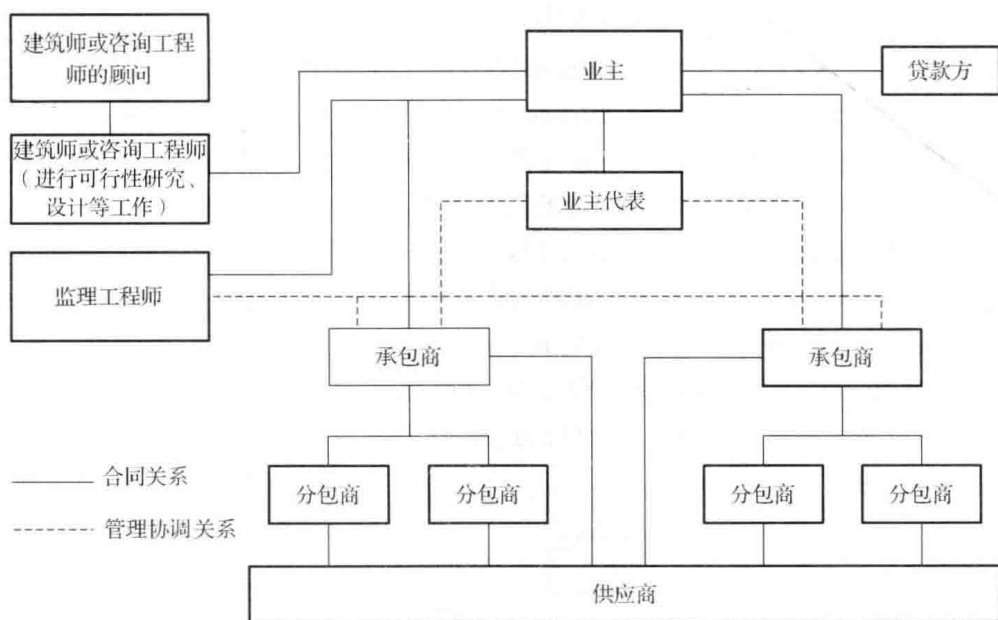 建筑师或咨询工程
师的顾问
业主
贷款方
建筑师或咨询工程师
（进行可行性研究、
设计等工作）
业主代表
监理工程师
承包商
承包商
合同关系
管理协调关系
分包商
分包商
分包商
分包商
供应商